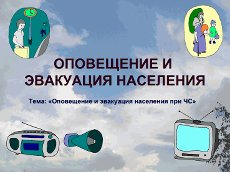 ОПОВЕЩЕНИЕ И
ЭВАКУАЦИЯ НАСЕЛЕНИЯ
Тема: «Оповещение и эвакуация населения при ЧС»